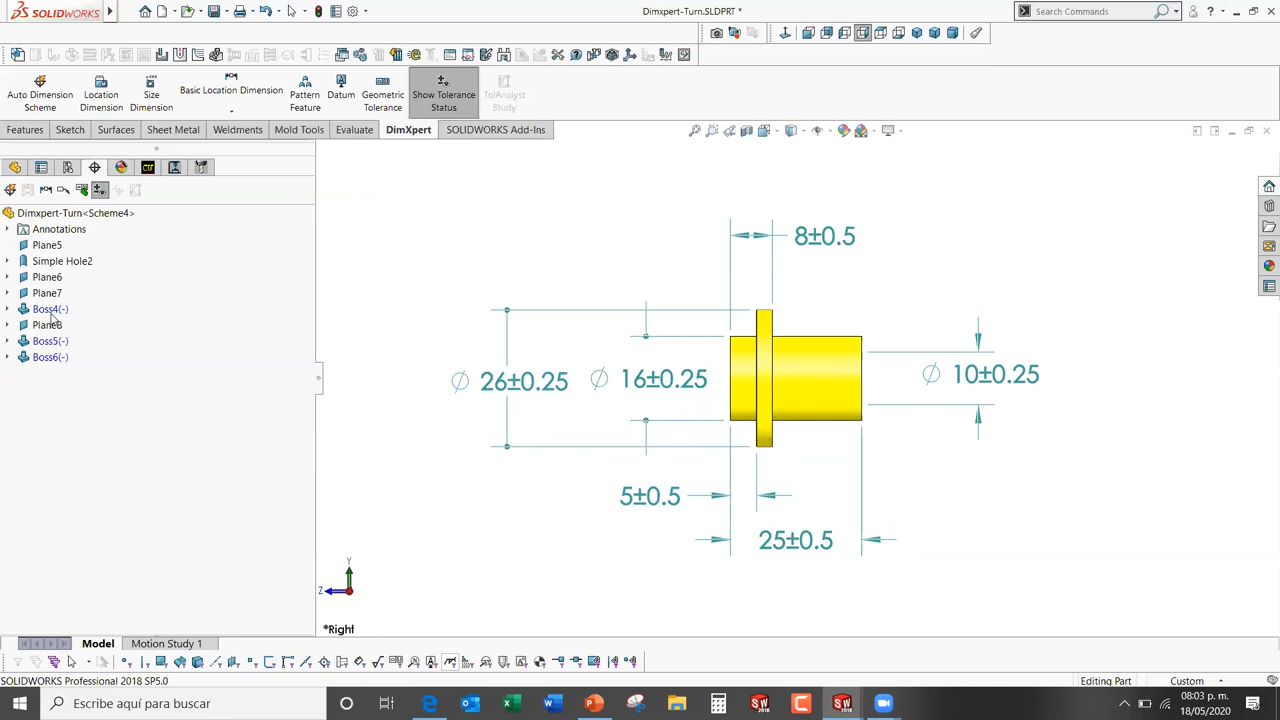 SOLIDWORKS
Dimxpert-Turn.SLDPRT *
Search Commands
?
Auto Dimension Scheme
Location Dimension
Size Dimension
Basic Location Dimension
Pattern Feature
Datum
Geometric Tolerance
Show Tolerance Status
TolAnalyst Study
Features
Sketch
Surfaces
Sheet Metal
Weldments
Mold Tools
Evaluate
DimXpert
SOLIDWORKS Add-Ins
Dimxpert-Turn<Scheme4>
Annotations
Plane5
Simple Hole2
Plane6
Plane7
Boss4(-)
Plane8
Boss5(-)
Boss6(-)
8±0.5
∅ 26±0.25
∅ 16±0.25
∅ 10±0.25
5±0.5
25±0.5
Y
Z
*Right
Model
Motion Study 1
SOLIDWORKS Professional 2018 SP5.0
Editing Part
Custom
Escribe aquí para buscar
08:03 p. m.
18/05/2020